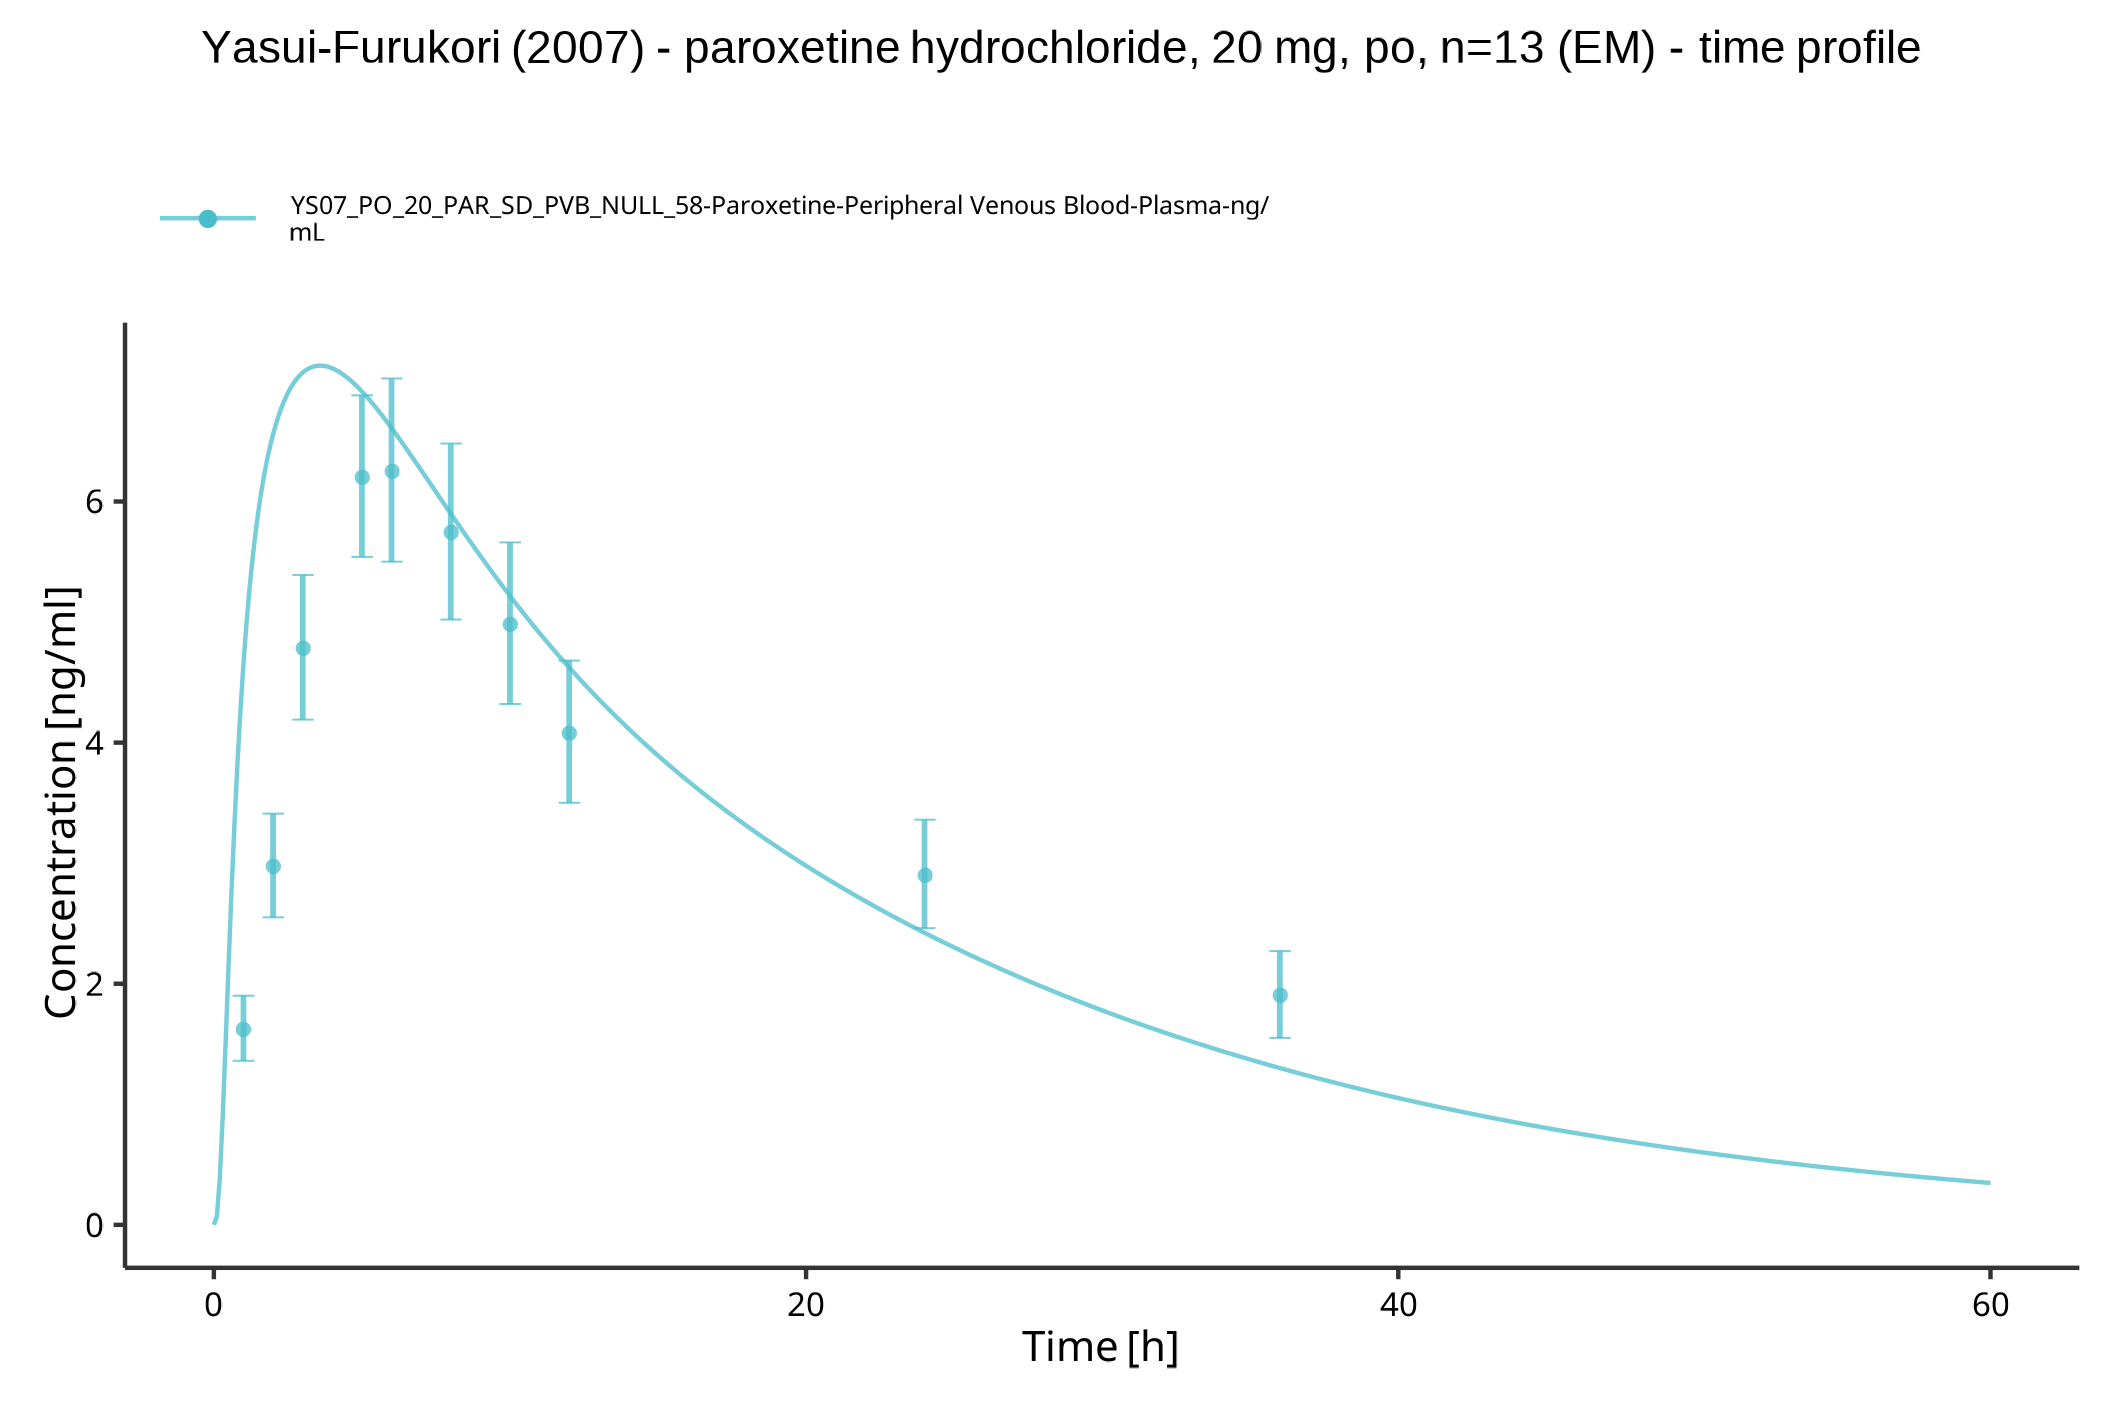 Yasui-Furukori (2007) - paroxetine hydrochloride, 20 mg, po, n=13 (EM) - time profile
YS07_PO_20_PAR_SD_PVB_NULL_58-Paroxetine-Peripheral Venous Blood-Plasma-ng/
mL
Concentration [ng/ml]
6
4
2
0
0
20
40
60
Time [h]